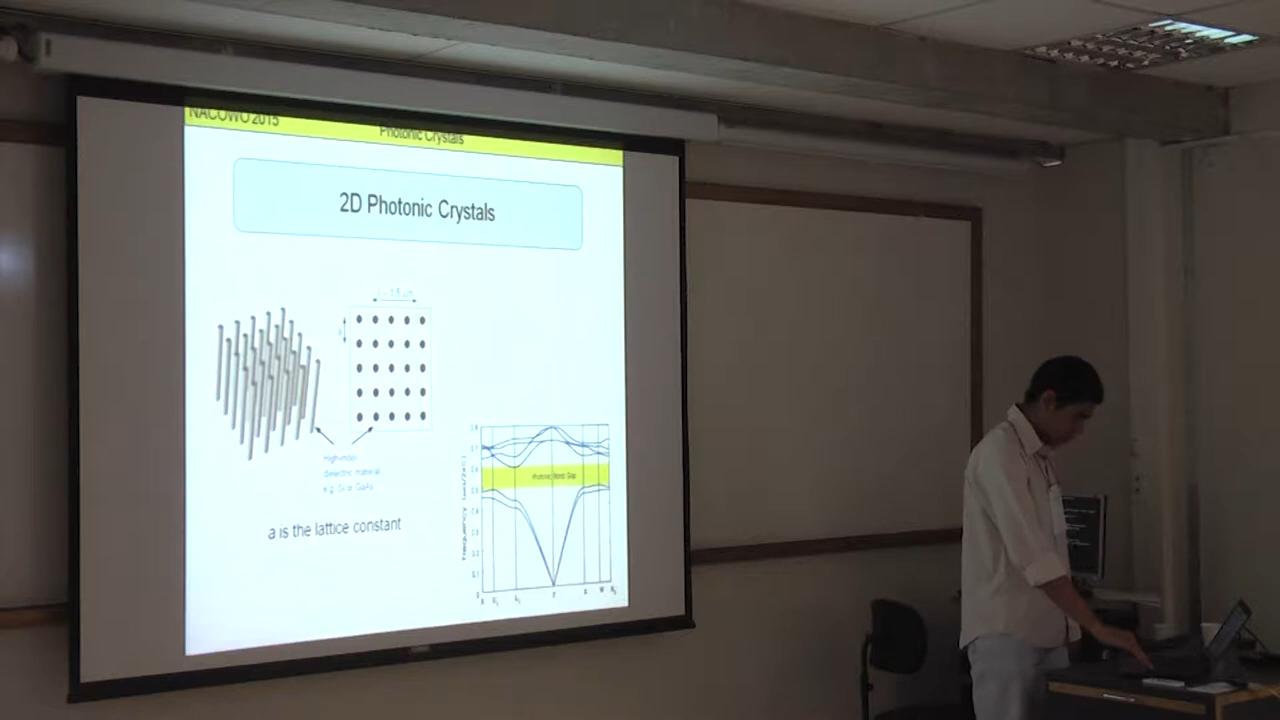 NACOWO 2015
Photonic Crystals
2D Photonic Crystals
High-index
dielectric material
e.g. Si or GaAs
a is the lattice constant
Photonic Band Gap